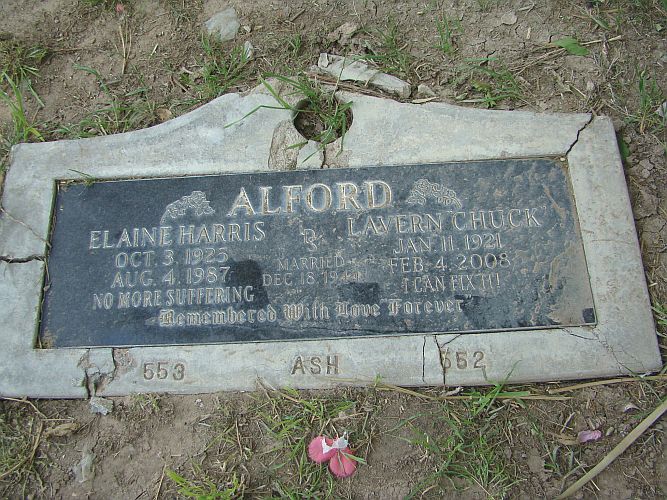 ALFORD
ELAINE HARRIS
OCT. 3, 1925
AUG. 4, 1987
NO MORE SUFFERING
MARRIED
DEC 18 1944
LAVERN "CHUCK"
JAN. 11 1921
FEB. 4, 2008
I CAN FIX IT!
Remembered With Love Forever
553 ASH 552